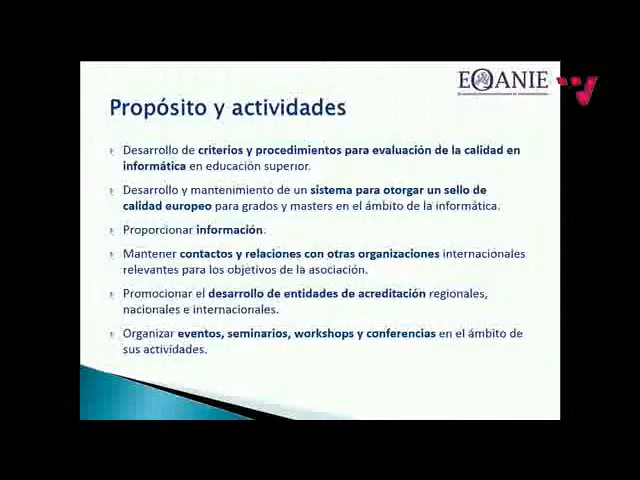 EQANIE
Propósito y actividades
Desarrollo de criterios y procedimientos para evaluación de la calidad en
informática en educación superior.
Desarrollo y mantenimiento de un sistema para otorgar un sello de
calidad europeo para grados y masters en el ámbito de la informática.
Proporcionar información.
Mantener contactos y relaciones con otras organizaciones internacionales
relevantes para los objetivos de la asociación.
Promocionar el desarrollo de entidades de acreditación regionales,
nacionales e internacionales.
Organizar eventos, seminarios, workshops y conferencias en el ámbito de
sus actividades.